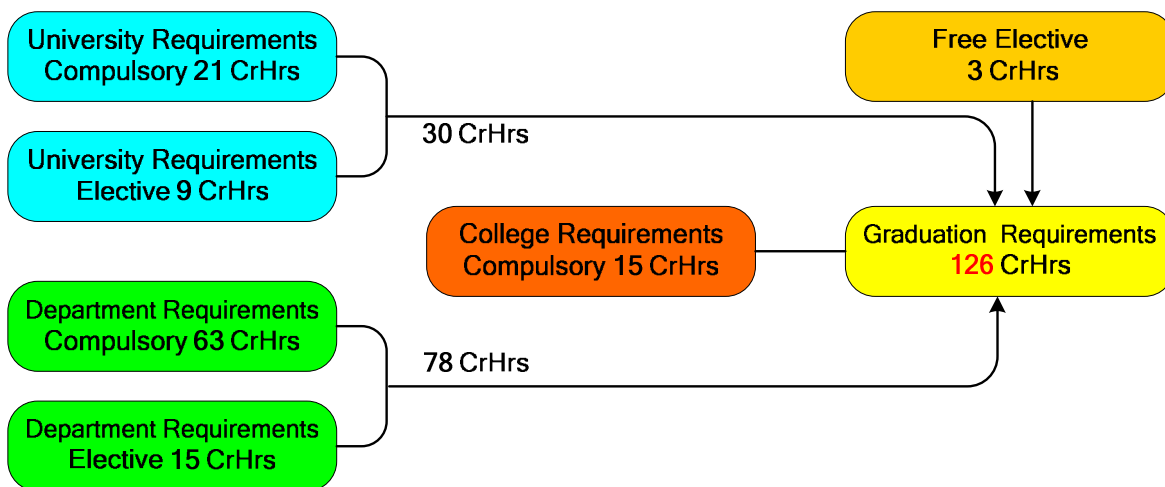 University Requirements
Compulsory 21 CrHrs
Free Elective
3 CrHrs
30 CrHrs
University Requirements
Elective 9 CrHrs
College Requirements
Compulsory 15 CrHrs
Graduation Requirements
126 CrHrs
Department Requirements
Compulsory 63 CrHrs
78 CrHrs
Department Requirements
Elective 15 CrHrs